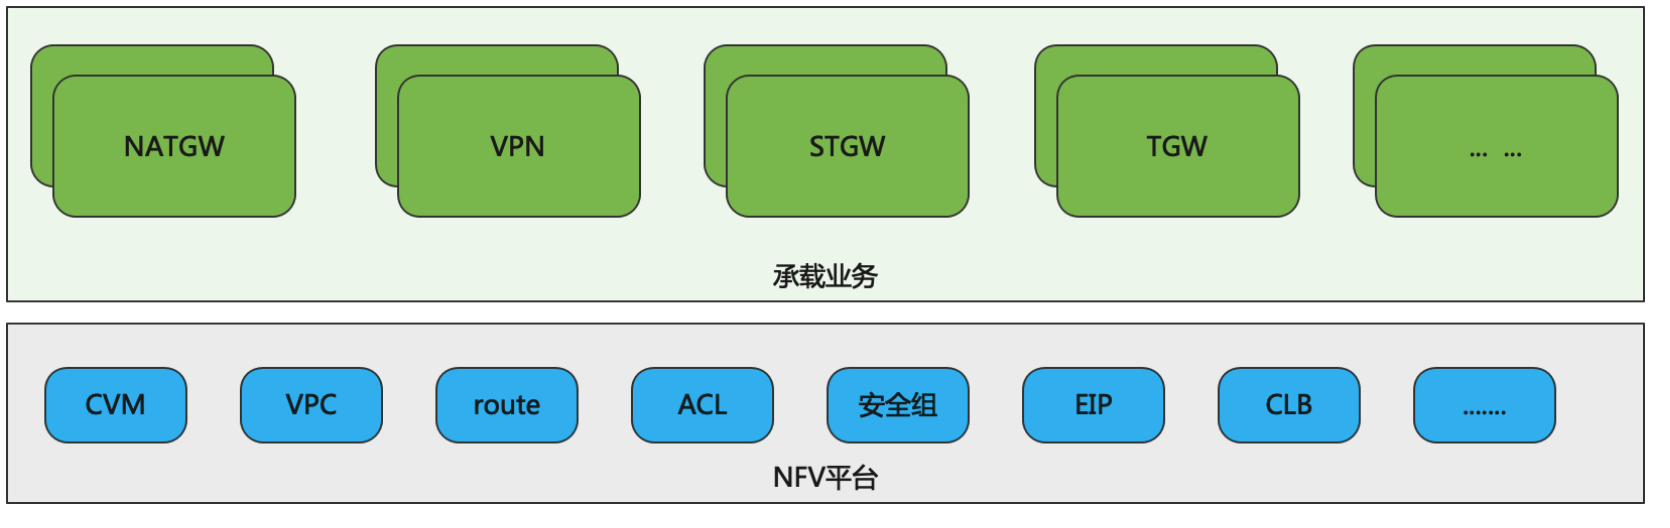 NATGW
VPN
STGW
TGW
... ...
承载业务
CVM
VPC
route
ACL
安全组
EIP
CLB
.......
NFV平台